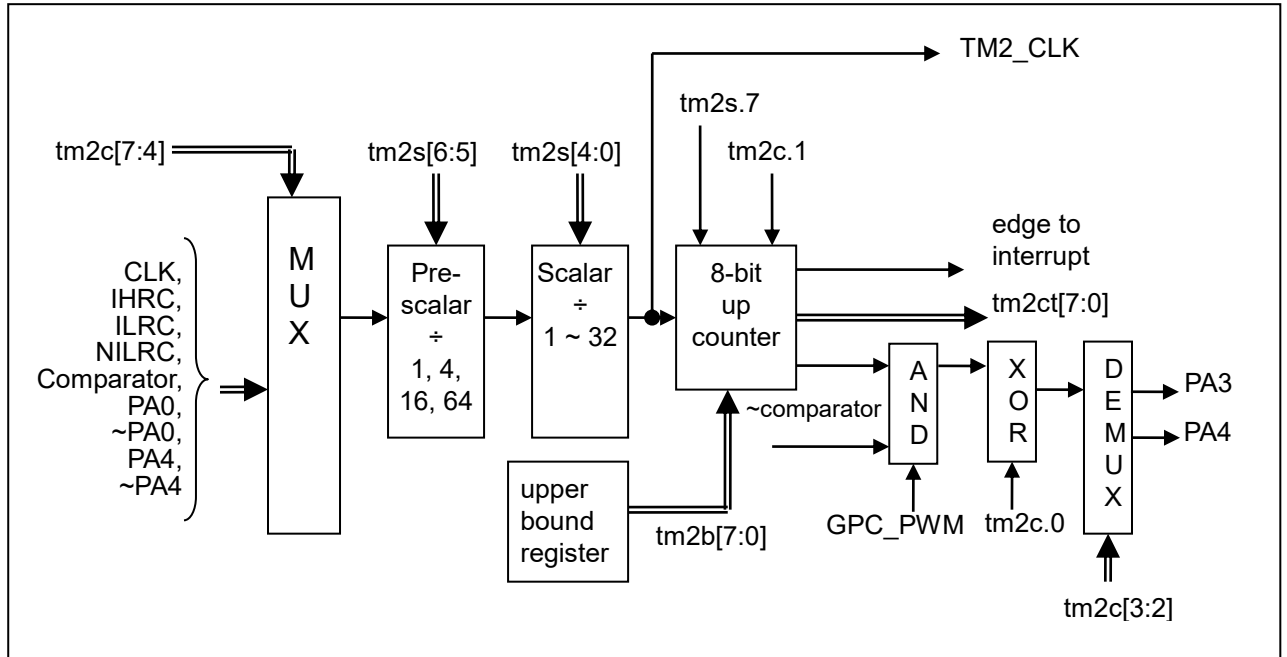 TM2_CLK
tm2s.7
tm2c[7:4]
tm2s[6:5]
tm2s[4:0]
tm2c.1
M
U
X
CLK,
IHRC,
ILRC,
NILRC,
Comparator,
PA0,
~PA0,
PA4,
~PA4
Pre-
scalar
÷
1, 4,
16, 64
Scalar
÷
1 ~ 32
8-bit
up
counter
edge to
interrupt
tm2ct[7:0]
~comparator
A
N
D
X
O
R
D
E
M
U
X
PA3
PA4
upper
bound
register
tm2b[7:0]
GPC_PWM
tm2c.0
tm2c[3:2]